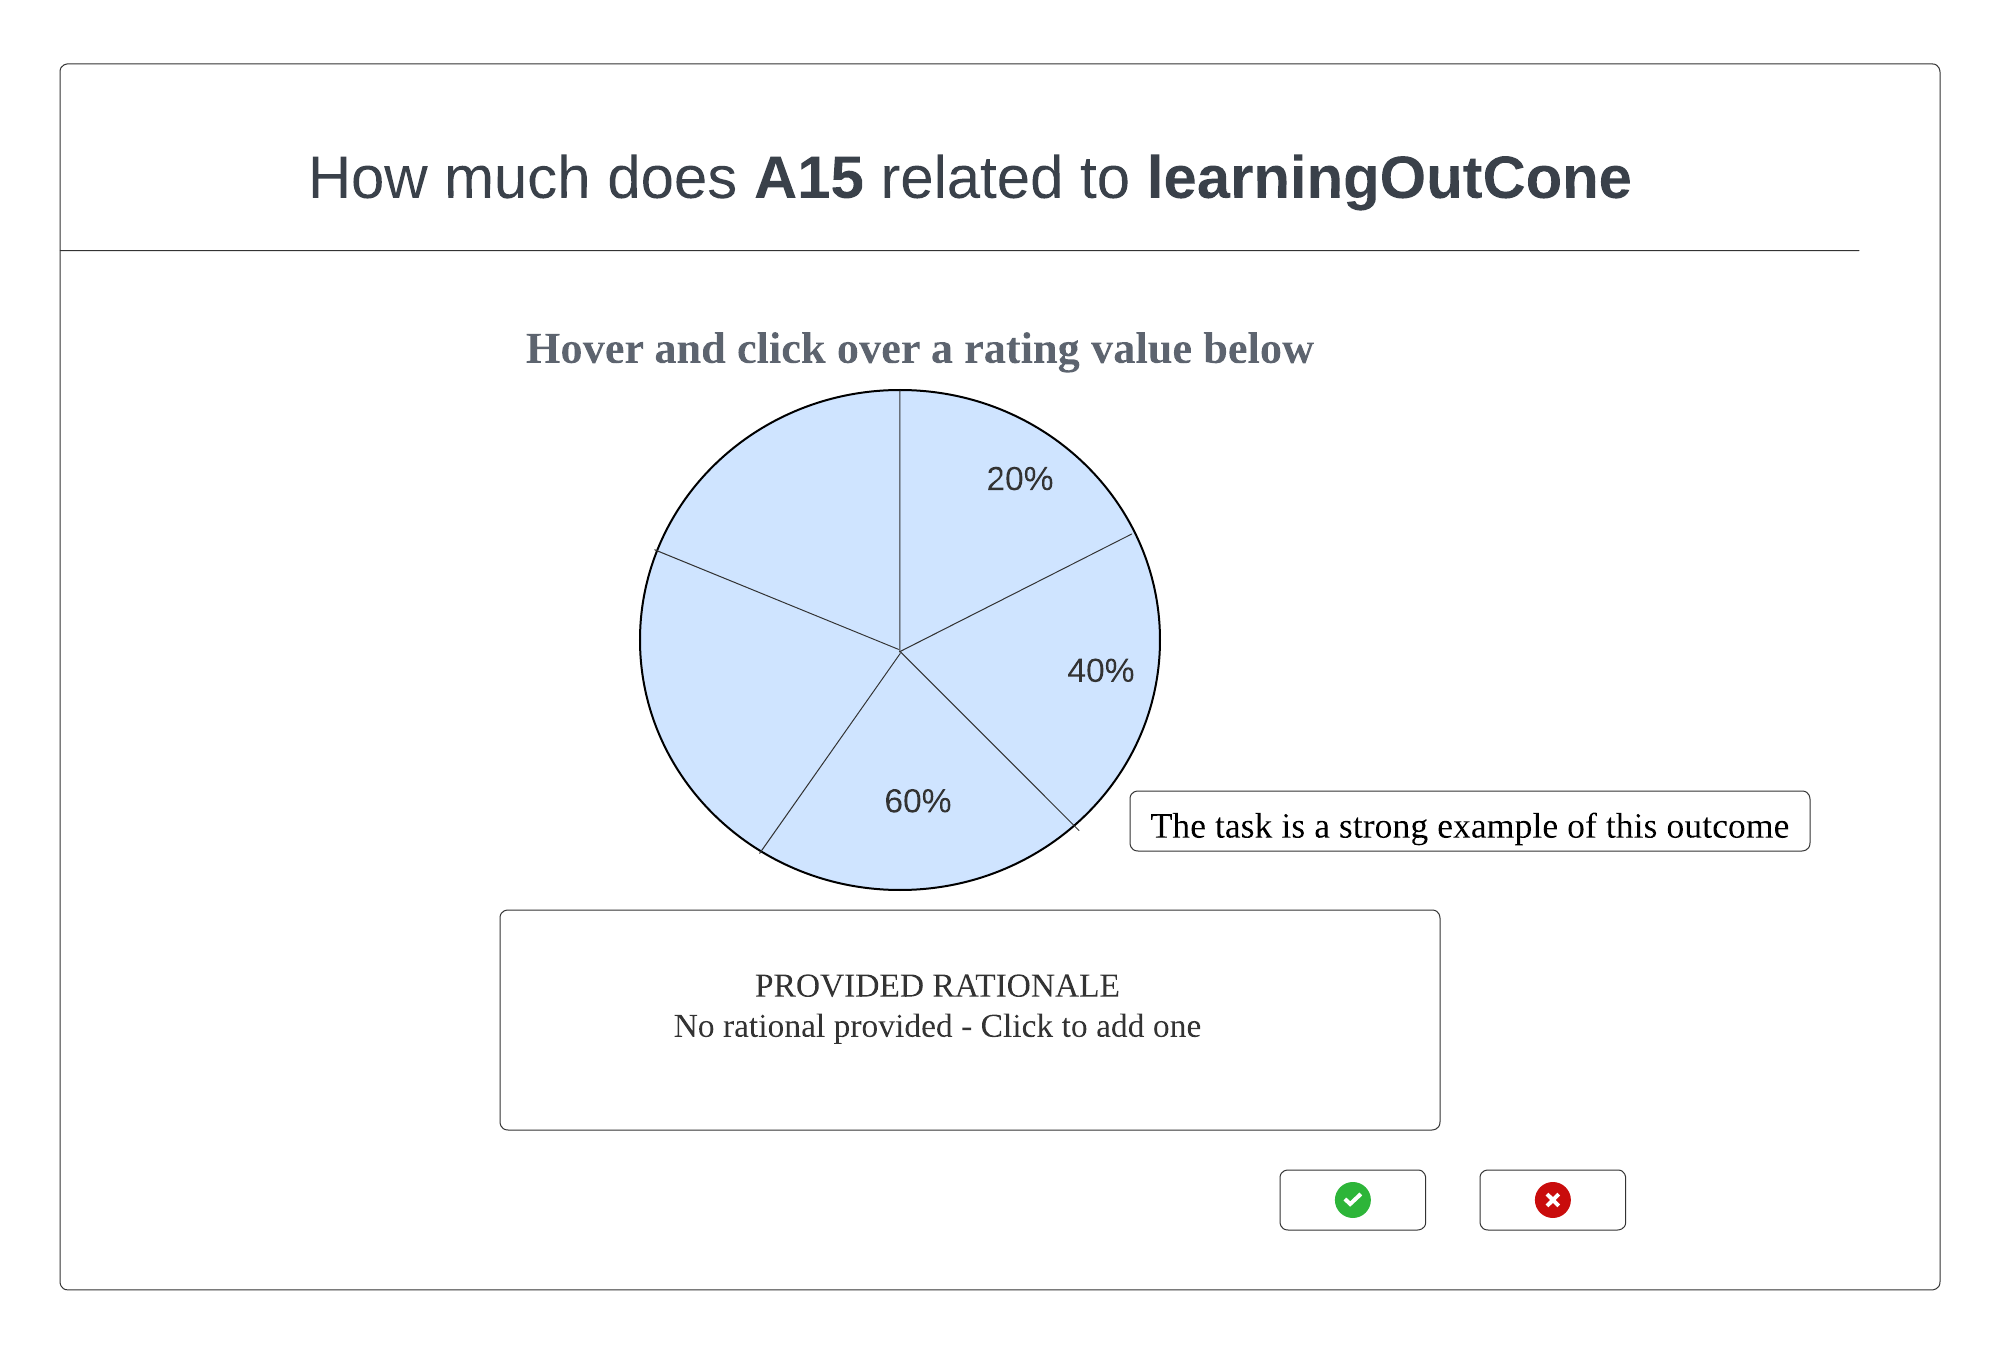 How much does A15 related to learningOutCone
Hover and click over a rating value below
20%
40%
60%
The task is a strong example of this outcome
PROVIDED RATIONALE
No rational provided - Click to add one